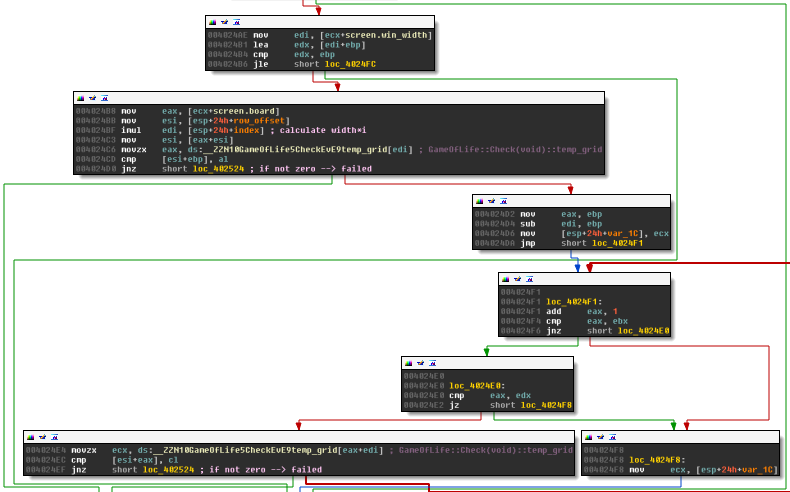 004024AE mov edi, [ecx+screen.win_width]
004024B1 lea edx, [edi+ebp]
004024B4 cmp edx, ebp
004024B6 jle short loc_4024FC
004024B8 mov eax, [ecx+screen.board]
004024BB mov esi, [esp+24h+row_offset]
004024BF imul edi, [esp+24h+index] ; calculate width*i
004024C3 mov esi, [eax+esi]
004024C6 movzx eax, ds:__ZZN10GameOfLife5CheckEvE9temp_grid[edi] ; GameOfLife::Check(void)::temp_grid
004024CD cmp [esi+ebp], al
004024D0 jnz short loc_402524 ; if not zero --> failed
004024D2 mov eax, ebp
004024D4 sub edi, ebp
004024D6 mov [esp+24h+var_1C], ecx
004024DA jmp short loc_4024F1
004024F1
004024F1 loc_4024F1:
004024F1 add eax, 1
004024F4 cmp eax, ebx
004024F6 jnz short loc_4024E0
004024E0
004024E0 loc_4024E0:
004024E0 cmp eax, edx
004024E2 jz short loc_4024F8
004024E4 movzx ecx, ds:__ZZN10GameOfLife5CheckEvE9temp_grid[eax+edi] ; GameOfLife::Check(void)::temp_grid
004024EC cmp [esi+eax], cl
004024EF jnz short loc_402524 ; if not zero --> failed
004024F8
004024F8 loc_4024F8:
004024F8 mov ecx, [esp+24h+var_1C]